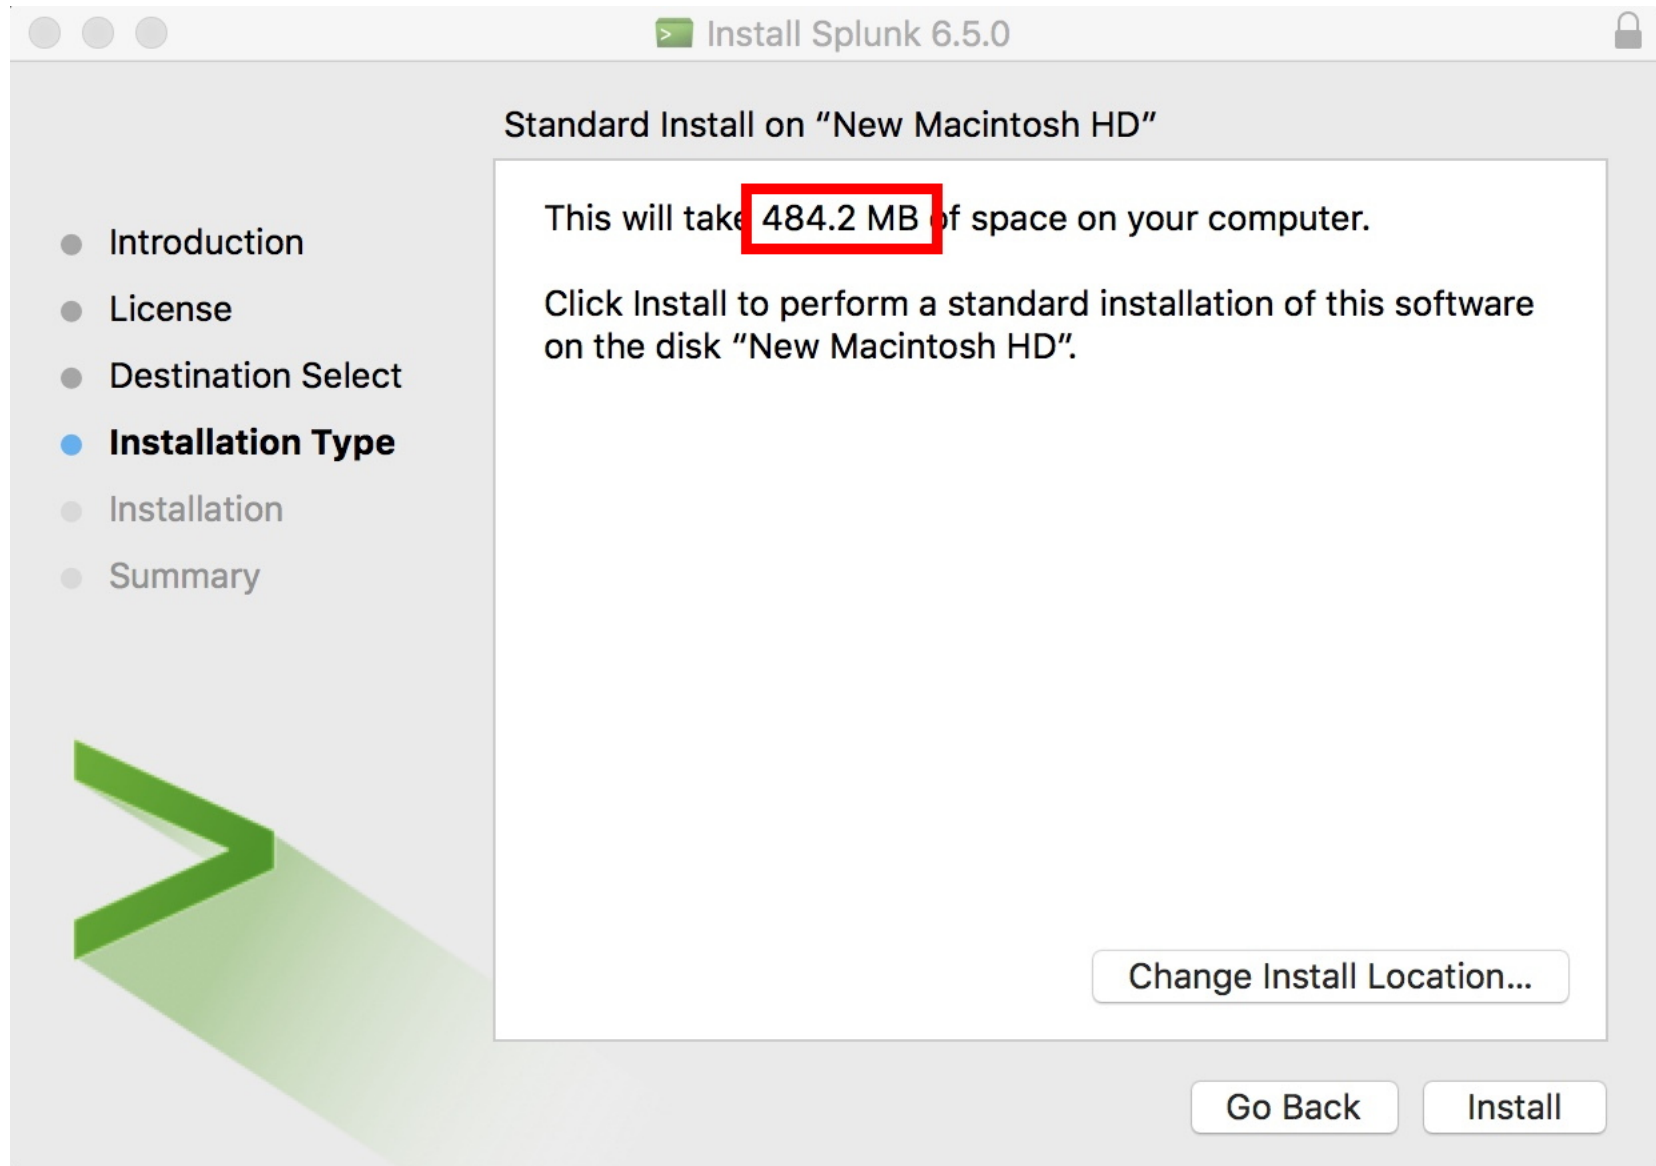 Install Splunk 6.5.0
Standard Install on “New Macintosh HD”
Introduction
License
Destination Select
Installation Type
Installation
Summary
This will take 484.2 MB of space on your computer.
Click Install to perform a standard installation of this software
on the disk “New Macintosh HD”.
Change Install Location...
Go Back
Install